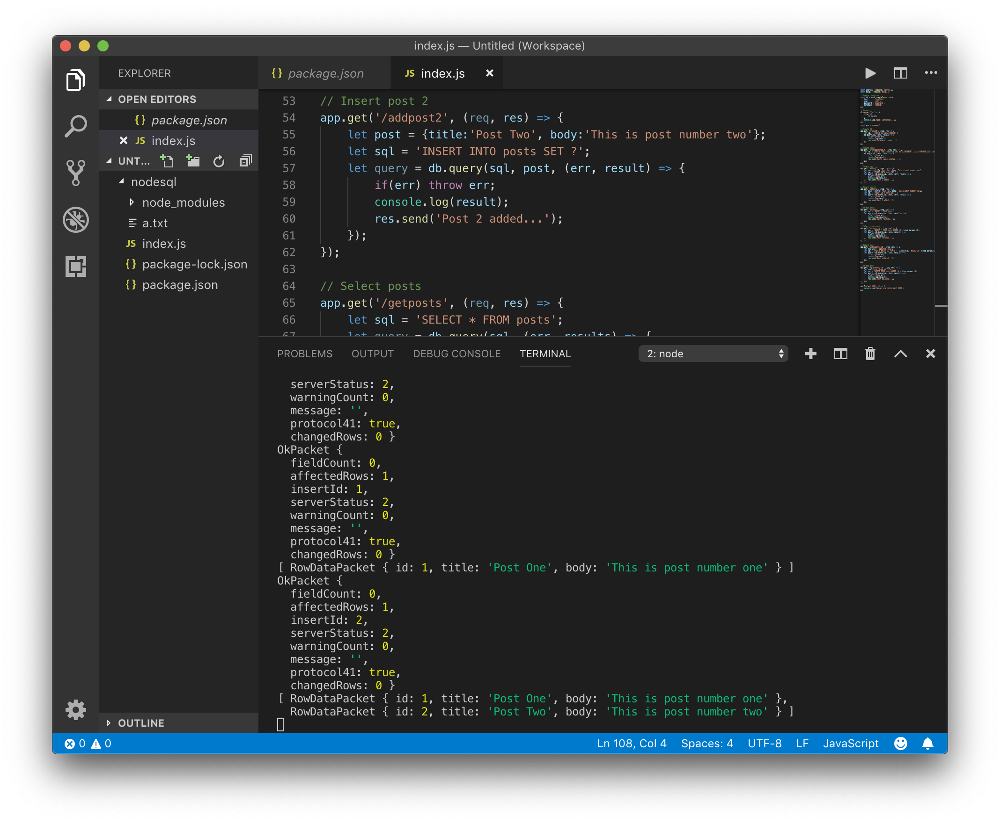 index.js — Untitled (Workspace)
EXPLORER
OPEN EDITORS
{} package.json
JS index.js
UNT...
nodesql
node_modules
a.txt
JS index.js
{} package-lock.json
{} package.json
OUTLINE
{} package.json
JS index.js
53 // Insert post 2
54 app.get('/addpost2', (req, res) => {
55 let post = {title:'Post Two', body:'This is post number two'};
56 let sql = 'INSERT INTO posts SET ?';
57 let query = db.query(sql, post, (err, result) => {
58 if(err) throw err;
59 console.log(result);
60 res.send('Post 2 added...');
61 });
62 });
63
64 // Select posts
65 app.get('/getposts', (req, res) => {
66 let sql = 'SELECT * FROM posts';
67 let query = db.query(sql, (err, results) => {
PROBLEMS OUTPUT DEBUG CONSOLE TERMINAL 2: node
serverStatus: 2,
warningCount: 0,
message: '',
protocol41: true,
changedRows: 0 }
OkPacket {
fieldCount: 0,
affectedRows: 1,
insertId: 1,
serverStatus: 2,
warningCount: 0,
message: '',
protocol41: true,
changedRows: 0 }
[ RowDataPacket { id: 1, title: 'Post One', body: 'This is post number one' } ]
OkPacket {
fieldCount: 0,
affectedRows: 1,
insertId: 2,
serverStatus: 2,
warningCount: 0,
message: '',
protocol41: true,
changedRows: 0 }
[ RowDataPacket { id: 1, title: 'Post One', body: 'This is post number one' },
RowDataPacket { id: 2, title: 'Post Two', body: 'This is post number two' } ]
0 0 Ln 108, Col 4 Spaces: 4 UTF-8 LF JavaScript